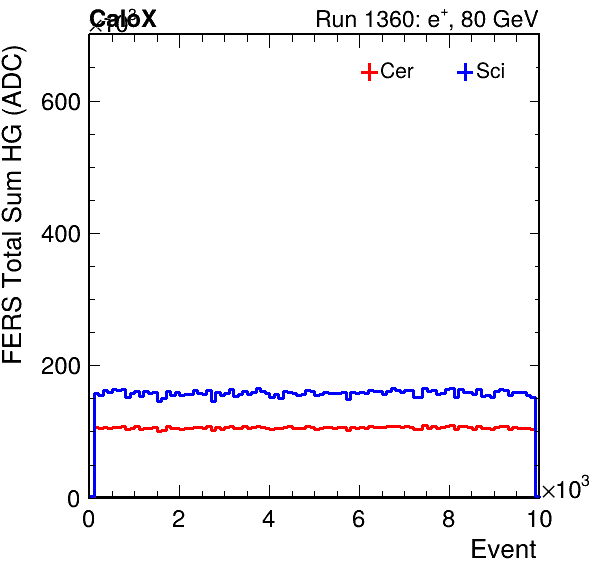 CaloX
×10³
Run 1360: e⁺, 80 GeV
FERS Total Sum HG (ADC)
Cer
Sci
600
400
200
0
0 2 4 6 8 10
×10³
Event